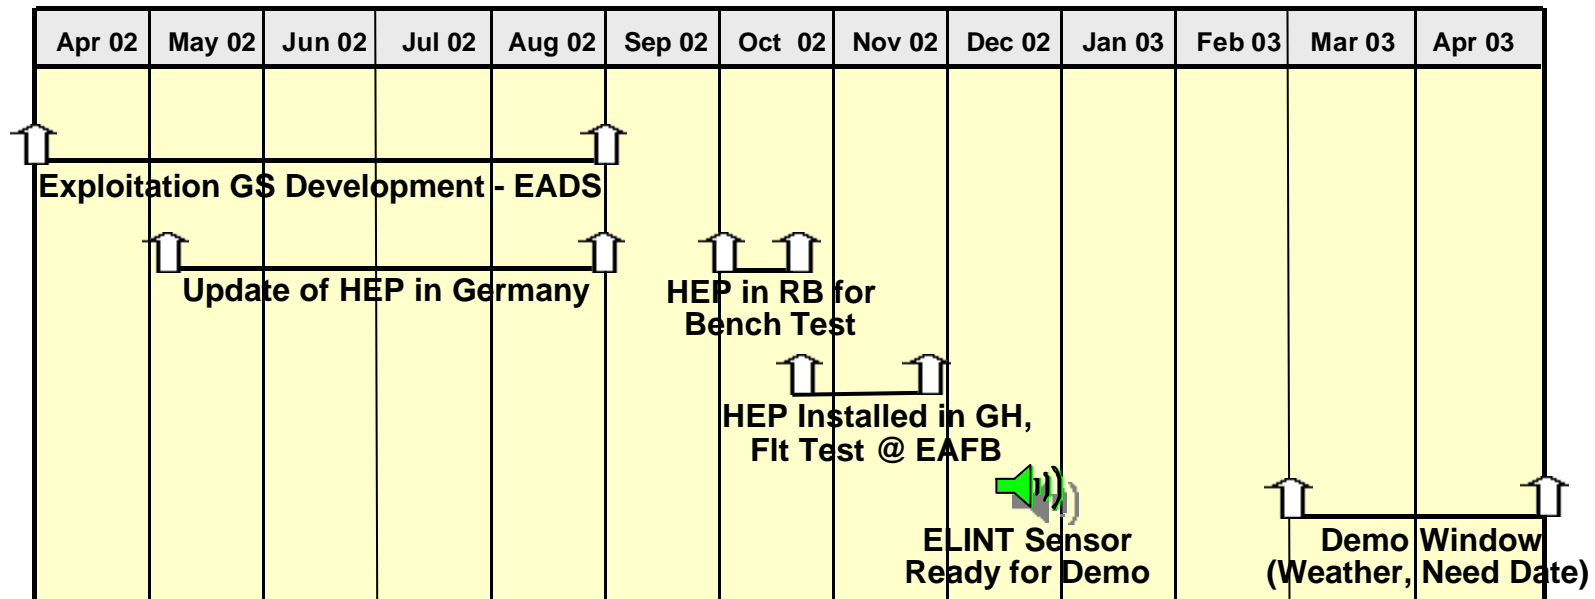 Apr 02 May 02 Jun 02 Jul 02 Aug 02 Sep 02 Oct 02 Nov 02 Dec 02 Jan 03 Feb 03 Mar 03 Apr 03
Exploitation GS Development - EADS
Update of HEP in Germany
HEP in RB for
Bench Test
HEP Installed in GH,
Flt Test @ EAFB
ELINT Sensor
Ready for Demo
Demo Window
(Weather, Need Date)